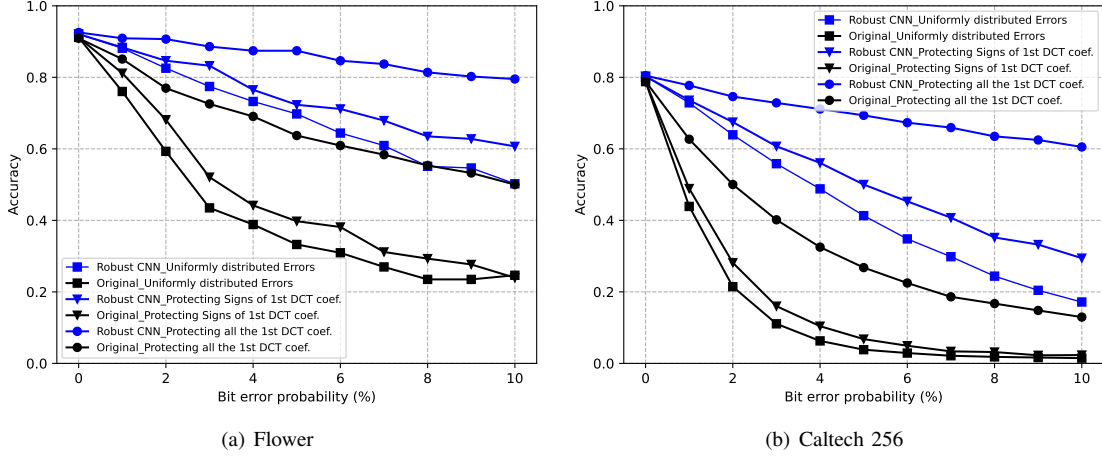 1.0
0.8
0.6
0.4
0.2
0.0
Accuracy
Robust CNN_Uniformly distributed Errors
Original_Uniformly distributed Errors
Robust CNN_Protecting Signs of 1st DCT coef.
Original_Protecting Signs of 1st DCT coef.
Robust CNN_Protecting all the 1st DCT coef.
Original_Protecting all the 1st DCT coef.
0 2 4 6 8 10
Bit error probability (%)
(a) Flower
1.0
0.8
0.6
0.4
0.2
0.0
Accuracy
Robust CNN_Uniformly distributed Errors
Original_Uniformly distributed Errors
Robust CNN_Protecting Signs of 1st DCT coef.
Original_Protecting Signs of 1st DCT coef.
Robust CNN_Protecting all the 1st DCT coef.
Original_Protecting all the 1st DCT coef.
0 2 4 6 8 10
Bit error probability (%)
(b) Caltech 256